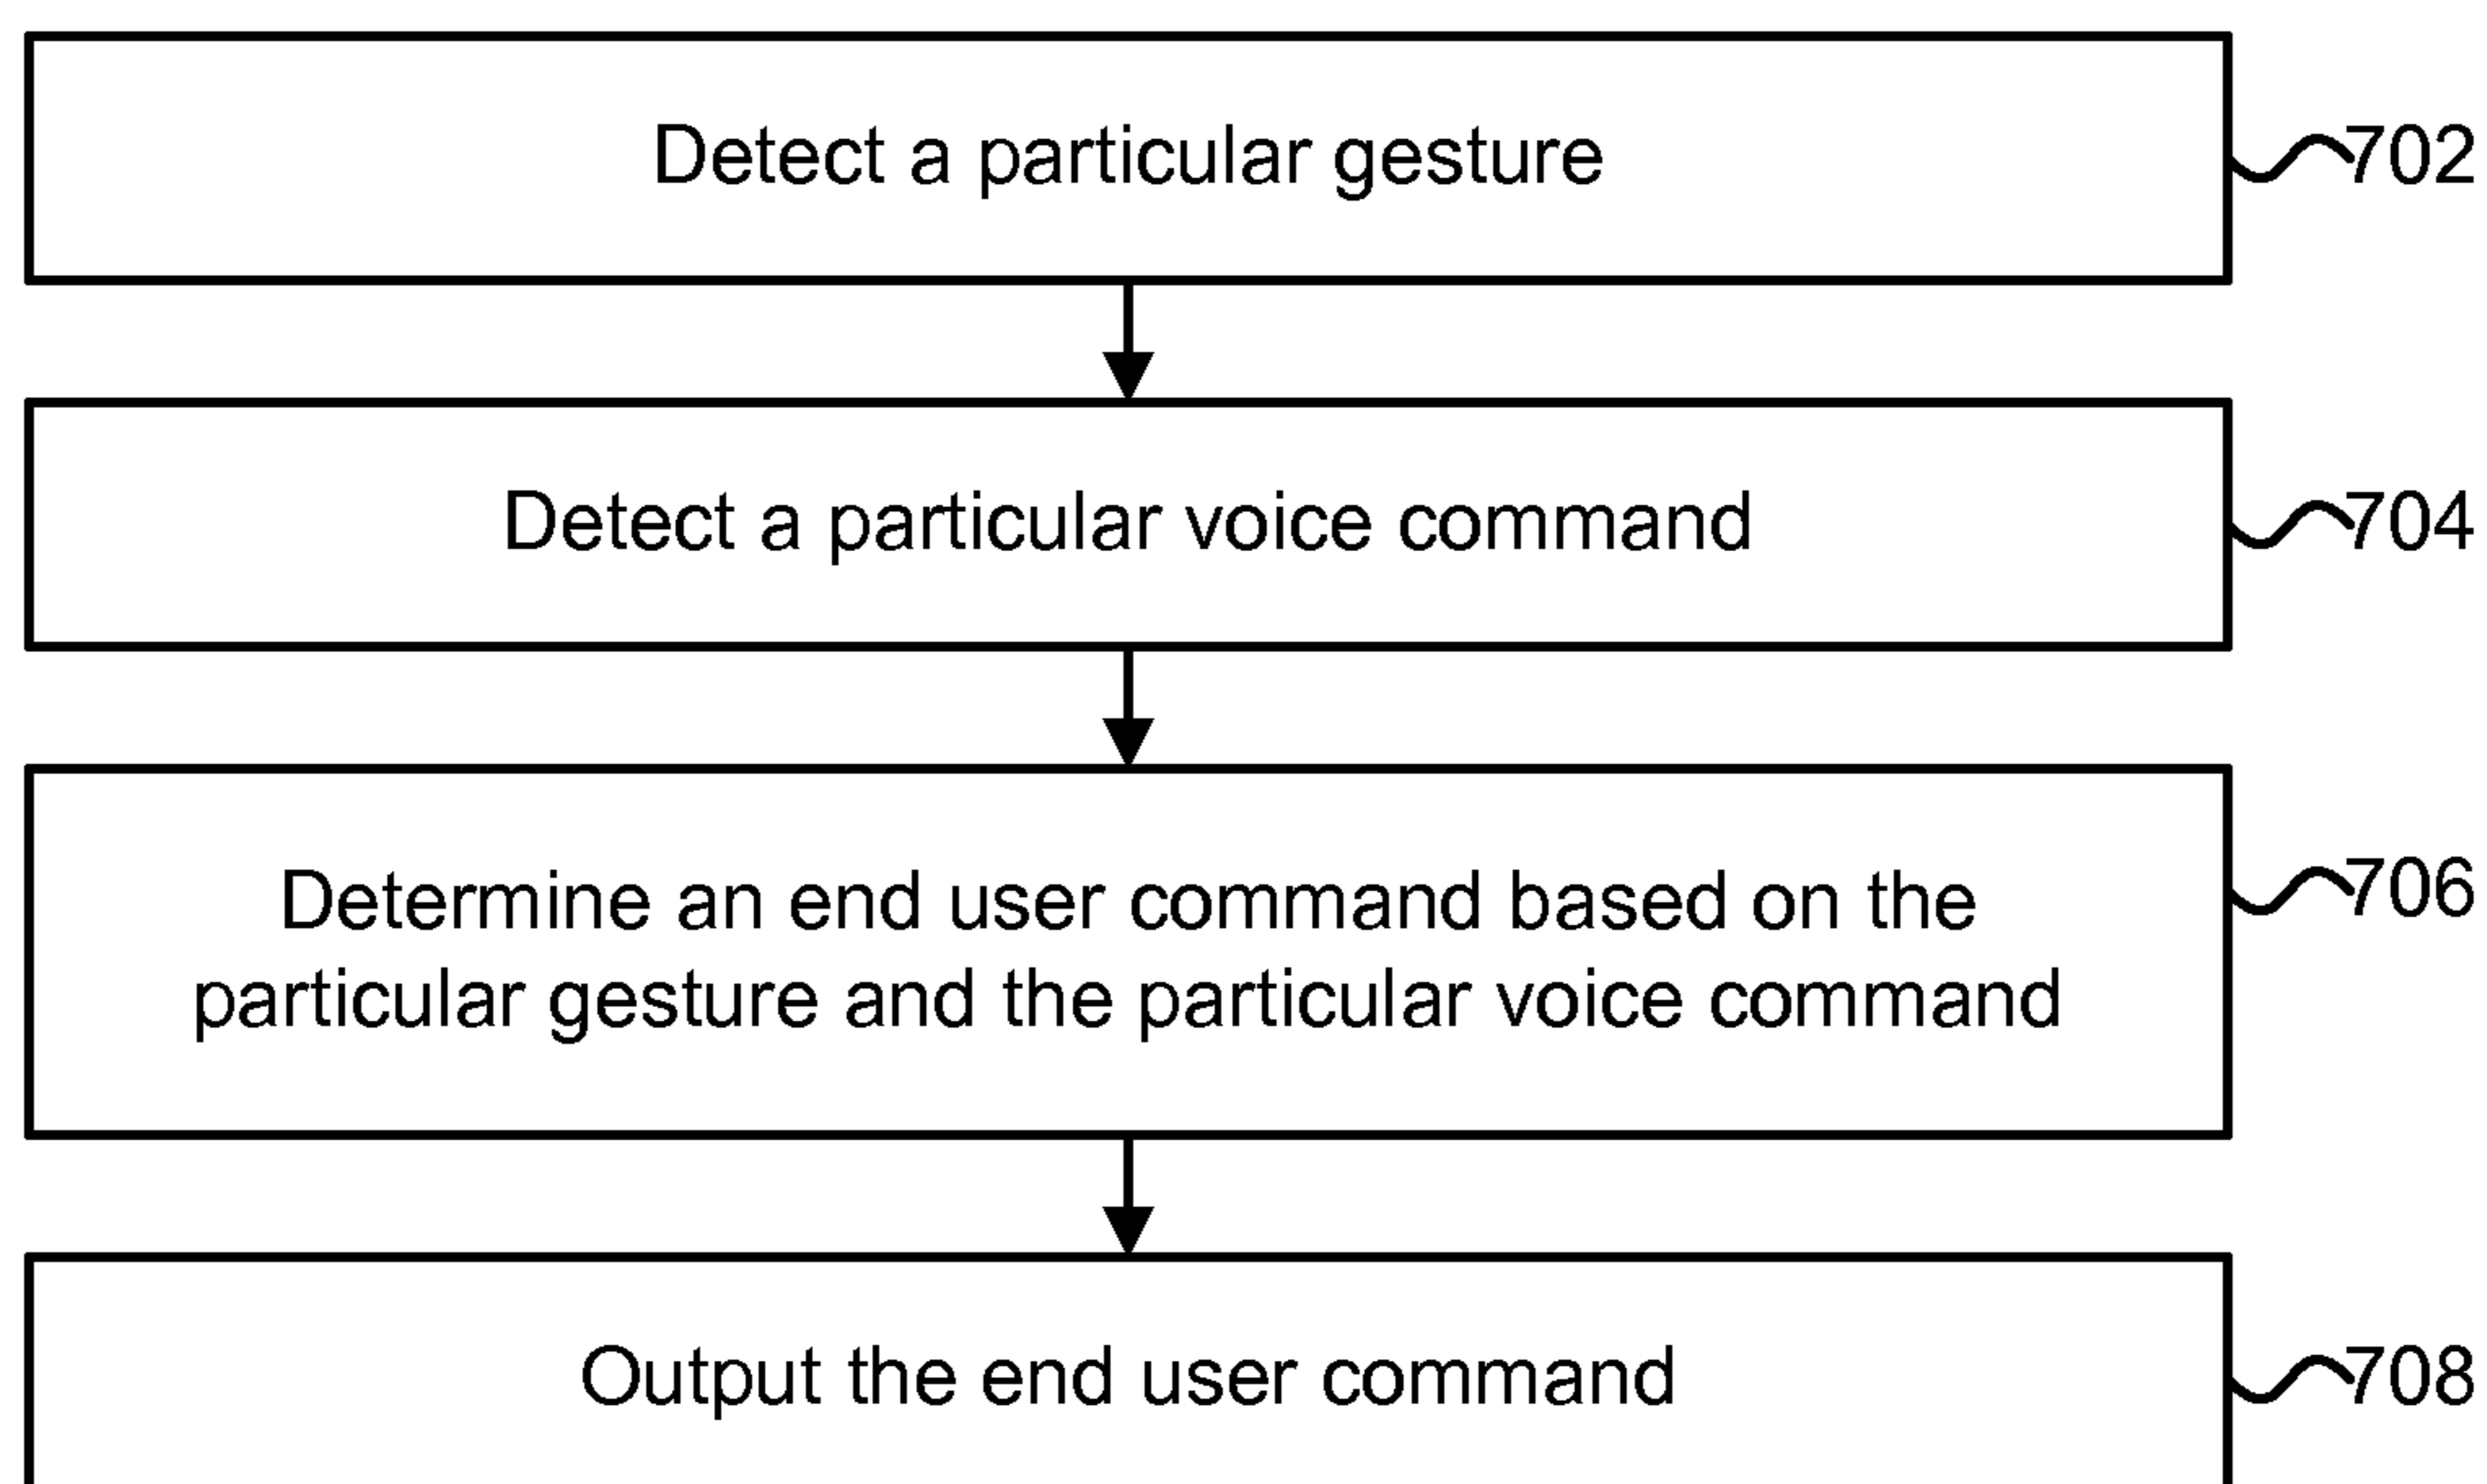 Detect a particular gesture
702
Detect a particular voice command
704
Determine an end user command based on the
particular gesture and the particular voice command
706
Output the end user command
708